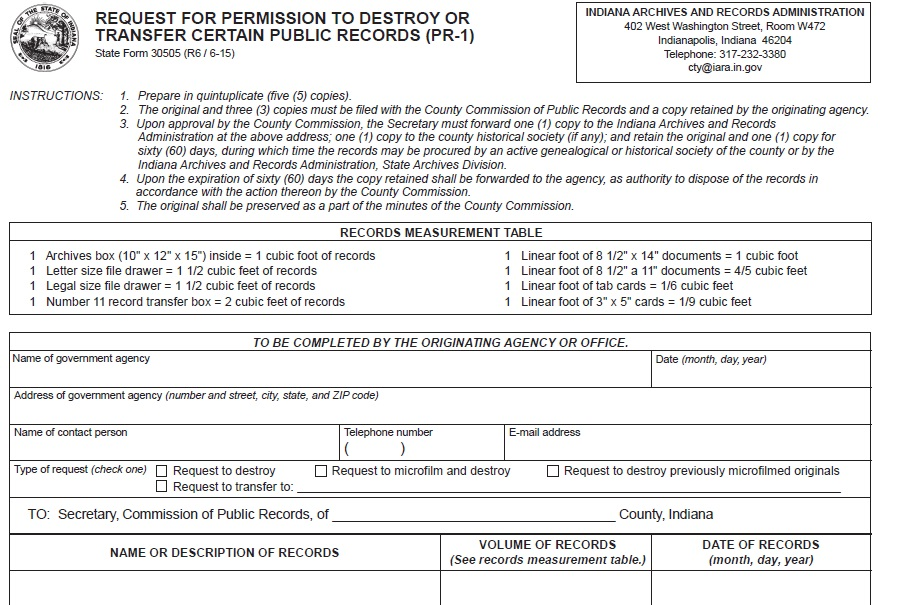 SEAL OF THE STATE OF INDIANA
1816
REQUEST FOR PERMISSION TO DESTROY OR
TRANSFER CERTAIN PUBLIC RECORDS (PR-1)
State Form 30505 (R6 / 6-15)
INDIANA ARCHIVES AND RECORDS ADMINISTRATION
402 West Washington Street, Room W472
Indianapolis, Indiana 46204
Telephone: 317-232-3380
cty@iara.in.gov
INSTRUCTIONS: 1. Prepare in quintuplicate (five (5) copies).
2. The original and three (3) copies must be filed with the County Commission of Public Records and a copy retained by the originating agency.
3. Upon approval by the County Commission, the Secretary must forward one (1) copy to the Indiana Archives and Records
Administration at the above address; one (1) copy to the county historical society (if any); and retain the original and one (1) copy for
sixty (60) days, during which time the records may be procured by an active genealogical or historical society of the county or by the
Indiana Archives and Records Administration, State Archives Division.
4. Upon the expiration of sixty (60) days the copy retained shall be forwarded to the agency, as authority to dispose of the records in
accordance with the action thereon by the County Commission.
5. The original shall be preserved as a part of the minutes of the County Commission.
RECORDS MEASUREMENT TABLE
1 Archives box (10" x 12" x 15") inside = 1 cubic foot of records
1 Letter size file drawer = 1 1/2 cubic feet of records
1 Legal size file drawer = 1 1/2 cubic feet of records
1 Number 11 record transfer box = 2 cubic feet of records
1 Linear foot of 8 1/2" x 14" documents = 1 cubic foot
1 Linear foot of 8 1/2" a 11" documents = 4/5 cubic feet
1 Linear foot of tab cards = 1/6 cubic feet
1 Linear foot of 3" x 5" cards = 1/9 cubic feet
TO BE COMPLETED BY THE ORIGINATING AGENCY OR OFFICE.
Name of government agency
Date (month, day, year)
Address of government agency (number and street, city, state, and ZIP code)
Name of contact person
Telephone number
( )
E-mail address
Type of request (check one) Request to destroy Request to microfilm and destroy Request to destroy previously microfilmed originals
Request to transfer to:
TO: Secretary, Commission of Public Records, of ____ County, Indiana
NAME OR DESCRIPTION OF RECORDS
VOLUME OF RECORDS
(See records measurement table.)
DATE OF RECORDS
(month, day, year)